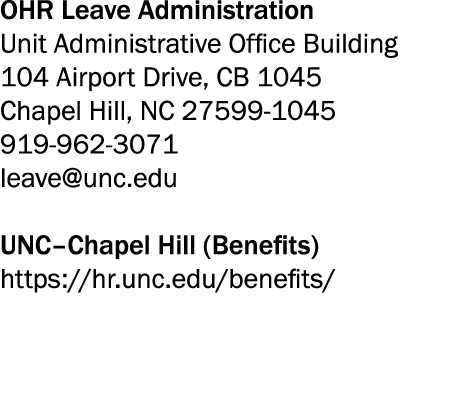 OHR Leave Administration
Unit Administrative Office Building
104 Airport Drive, CB 1045
Chapel Hill, NC 27599-1045
919-962-3071
leave@unc.edu
UNC–Chapel Hill (Benefits)
https://hr.unc.edu/benefits/